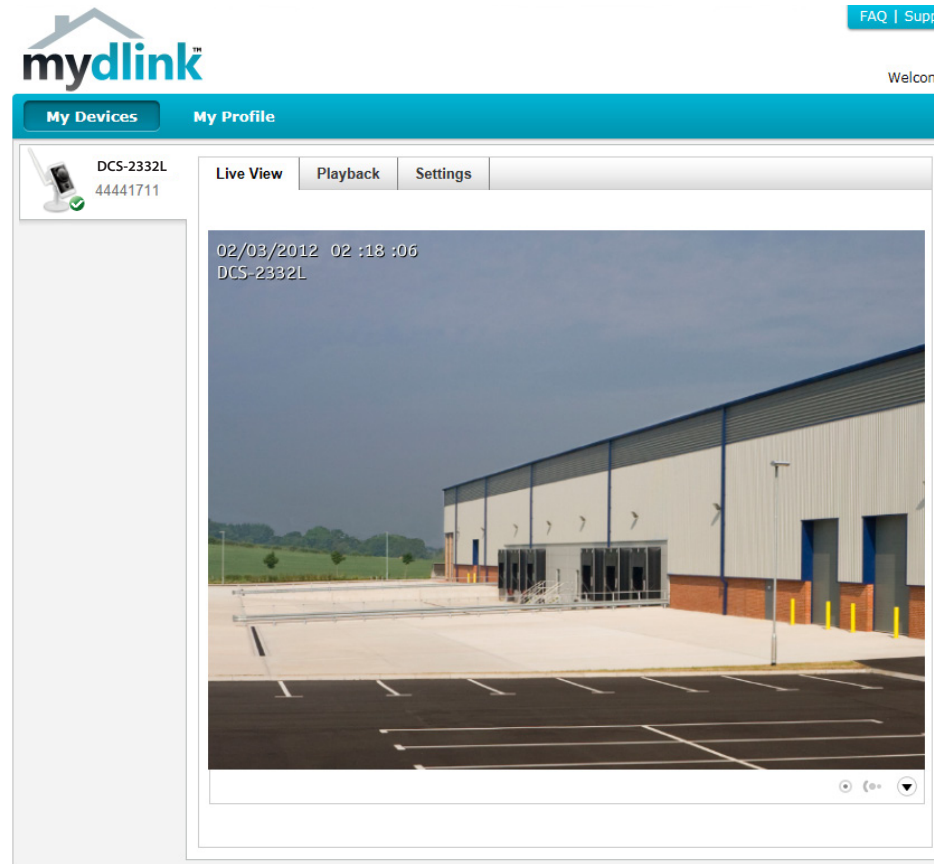 FAQ | Supp
mydlink™
Welcon
My Devices
My Profile
DCS-2332L
44441711
Live View
Playback
Settings
02/03/2012 02 :18 :06
DCS-2332L